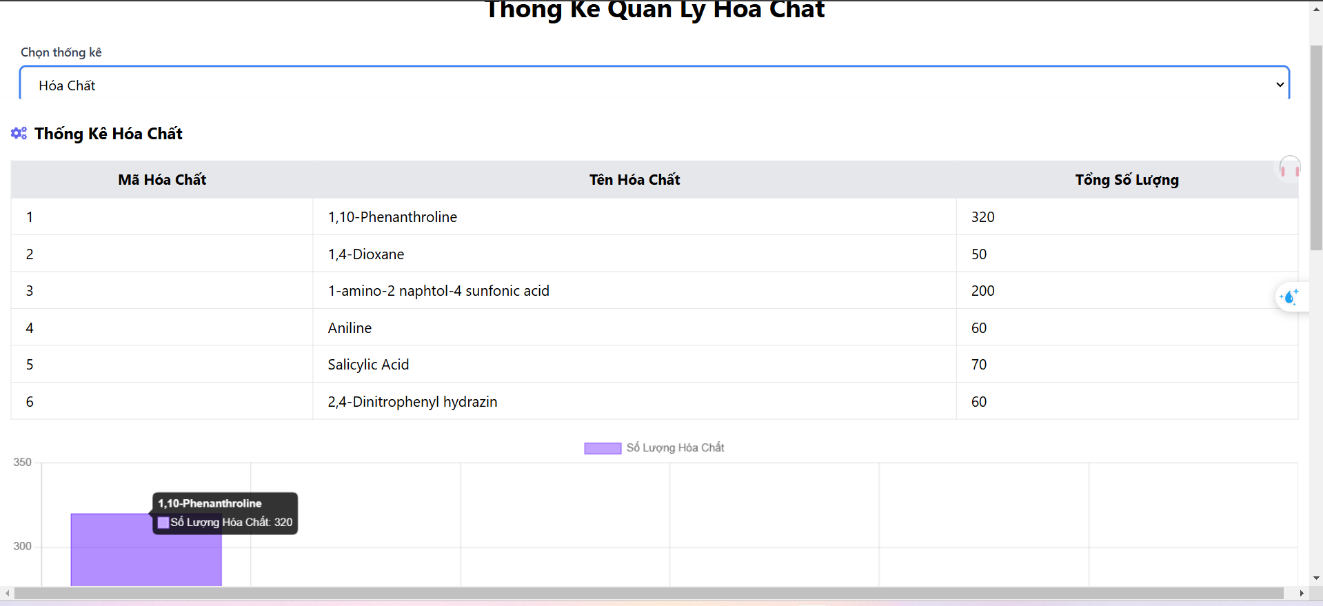 Thống Kê Quản Lý Hóa Chất
Chọn thống kê
Hóa Chất
Thống Kê Hóa Chất
Mã Hóa Chất Tên Hóa Chất Tổng Số Lượng
1 1,10-Phenanthroline 320
2 1,4-Dioxane 50
3 1-amino-2 naphtol-4 sunfonic acid 200
4 Aniline 60
5 Salicylic Acid 70
6 2,4-Dinitrophenyl hydrazin 60
Số Lượng Hóa Chất
350
1,10-Phenanthroline
Số Lượng Hóa Chất: 320
300